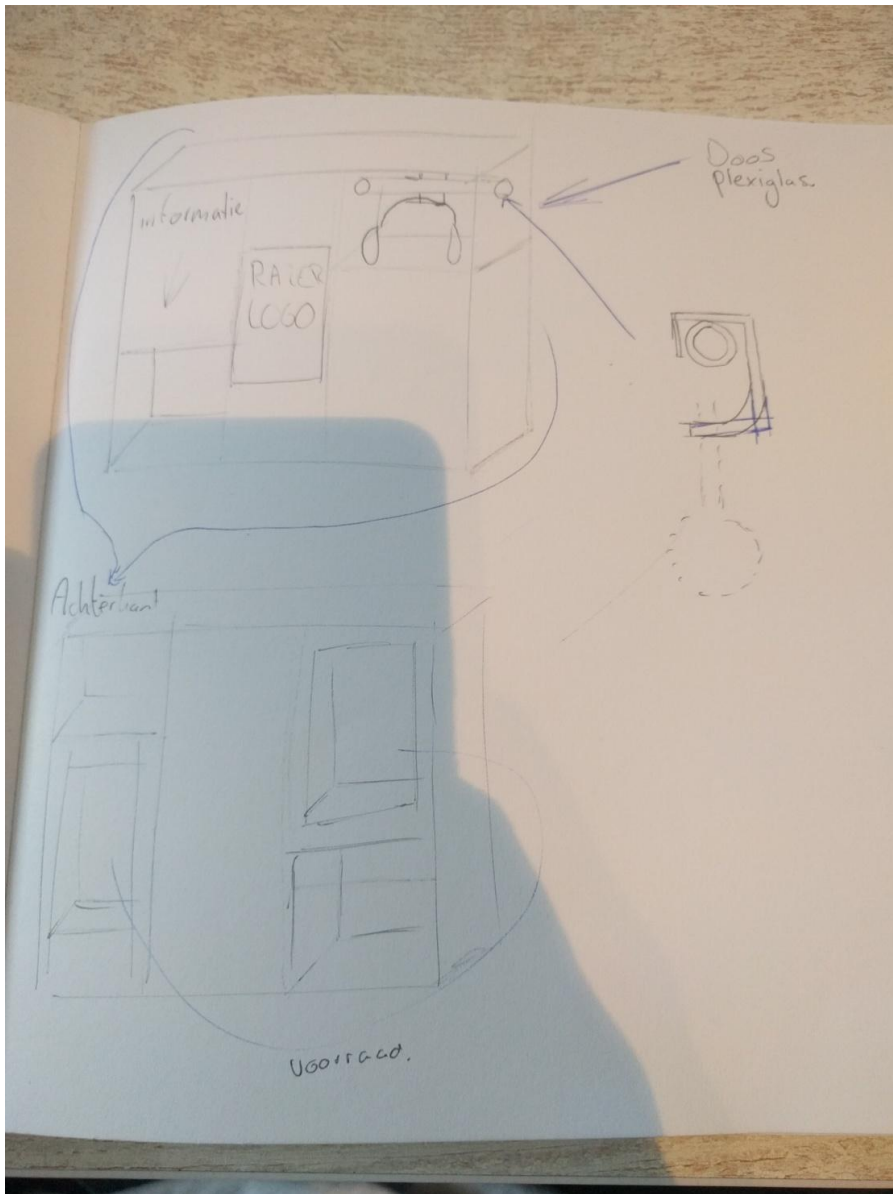 Doos
plexiglas.
informatie
RAZER
LOGO
Achterkant
Voorraad.